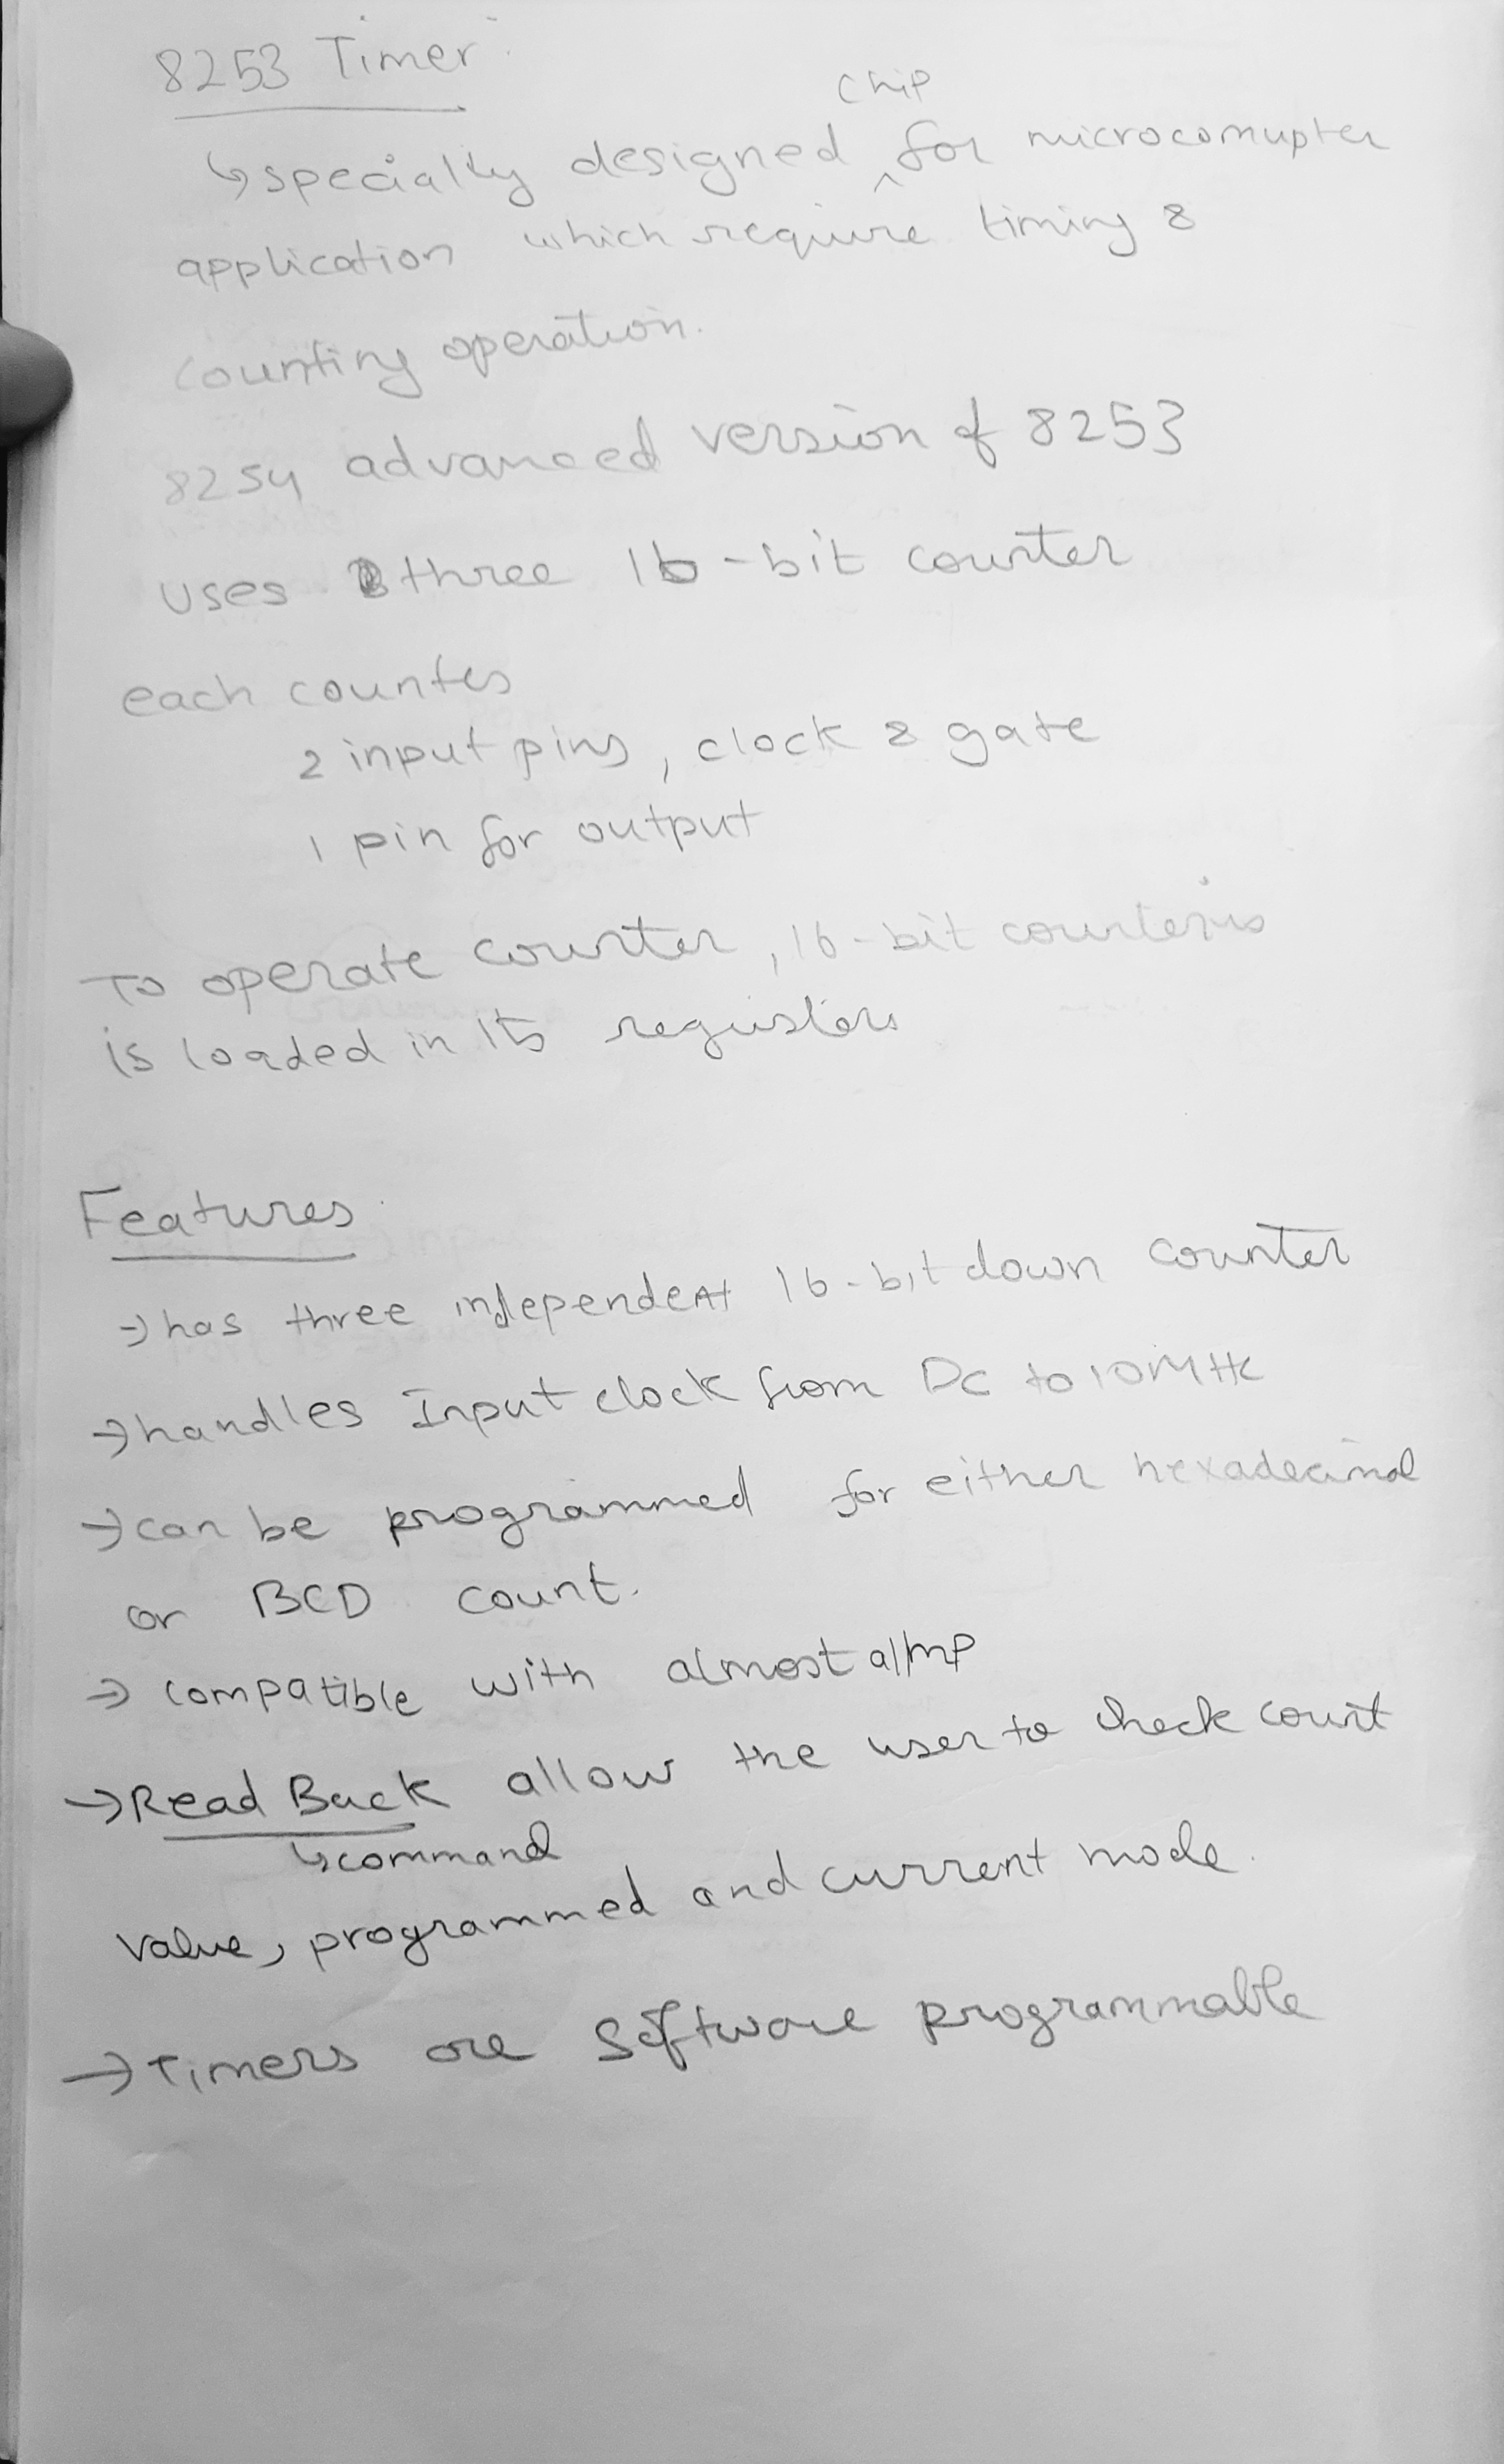 8253 Timer
↳ specially designed chip for microcomupter
application which require timing &
counting operation.
8254 advanced version of 8253
uses three 16-bit counter
each counter
2 input pins, clock & gate
1 pin for output
To operate counter, 16-bit counter is
is loaded in its registers
Features
→ has three independent 16-bit down counter
→ handles Input clock from DC to 10 MHz
→ can be programmed for either hexadecimal
or BCD count.
→ compatible with almost all mp
→ Read Back allow the user to check count
↳ command
value, programmed and current mode.
→ Timers are Software programmable